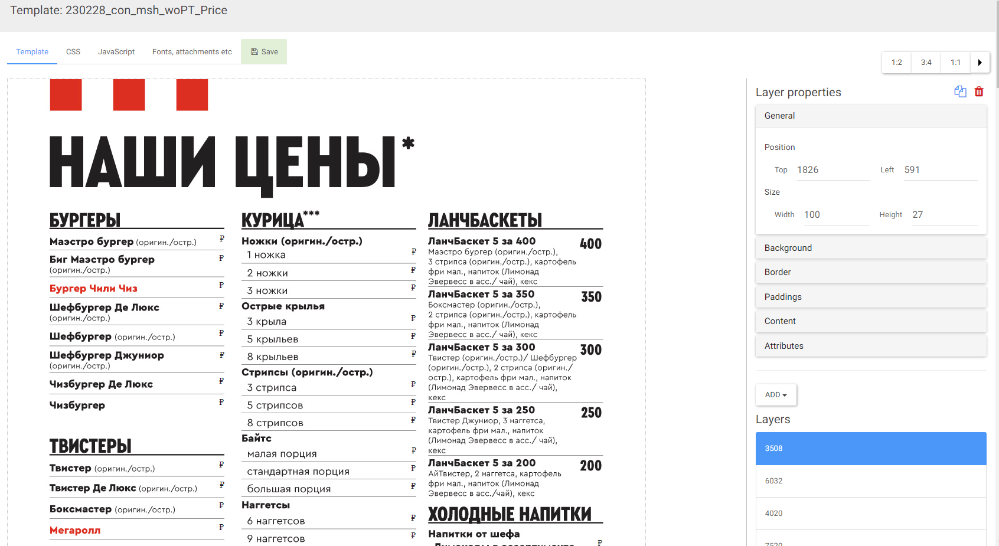 Template: 230228_con_msh_woPT_Price
Template
CSS
JavaScript
Fonts, attachments etc
Save
1:2
3:4
1:1
НАШИ ЦЕНЫ*
БУРГЕРЫ
Маэстро бургер (оригин./остр.) ₽
Биг Маэстро бургер ₽
(оригин./остр.)
Бургер Чили Чиз ₽
Шефбургер Де Люкс ₽
(оригин./остр.)
Шефбургер (оригин./остр.) ₽
Шефбургер Джуниор ₽
(оригин./остр.)
Чизбургер Де Люкс ₽
Чизбургер ₽
ТВИСТЕРЫ
Твистер (оригин./остр.) ₽
Твистер Де Люкс (оригин./остр.) ₽
Боксмастер (оригин./остр.) ₽
Мегаролл ₽
КУРИЦА***
Ножки (оригин./остр.)
1 ножка ₽
2 ножки ₽
3 ножки ₽
Острые крылья
3 крыла ₽
5 крыльев ₽
8 крыльев ₽
Стрипсы (оригин./остр.)
3 стрипса ₽
5 стрипсов ₽
8 стрипсов ₽
Байтс
малая порция ₽
стандартная порция ₽
большая порция ₽
Наггетсы
6 наггетсов ₽
9 наггетсов ₽
ЛАНЧБАСКЕТЫ
ЛанчБаскет 5 за 400 400
Маэстро бургер (оригин./остр.),
3 стрипса (оригин./остр.), картофель
фри мал., напиток (Лимонад
Эвервесс в асс./ чай), кекс
ЛанчБаскет 5 за 350 350
Боксмастер (оригин./остр.),
2 стрипса (оригин./остр.), картофель
фри мал., напиток (Лимонад
Эвервесс в асс./ чай), кекс
ЛанчБаскет 5 за 300 300
Твистер (оригин./остр.)/ Шефбургер
(оригин./остр.), 2 стрипса (оригин./
остр.), картофель фри мал., напиток
(Лимонад Эвервесс в асс./ чай),
кекс
ЛанчБаскет 5 за 250 250
Твистер Джуниор, 3 наггетса,
картофель фри мал., напиток
(Лимонад Эвервесс в асс./ чай),
кекс
ЛанчБаскет 5 за 200 200
АйТвистер, 2 наггетса, картофель
фри мал., напиток (Лимонад
Эвервесс в асс./чай), кекс
ХОЛОДНЫЕ НАПИТКИ
Напитки от шефа
Лимонады в ассортименте ₽
Layer properties
General
Position
Top 1826 Left 591
Size
Width 100 Height 27
Background
Border
Paddings
Content
Attributes
ADD
Layers
3508
6032
4020
7520